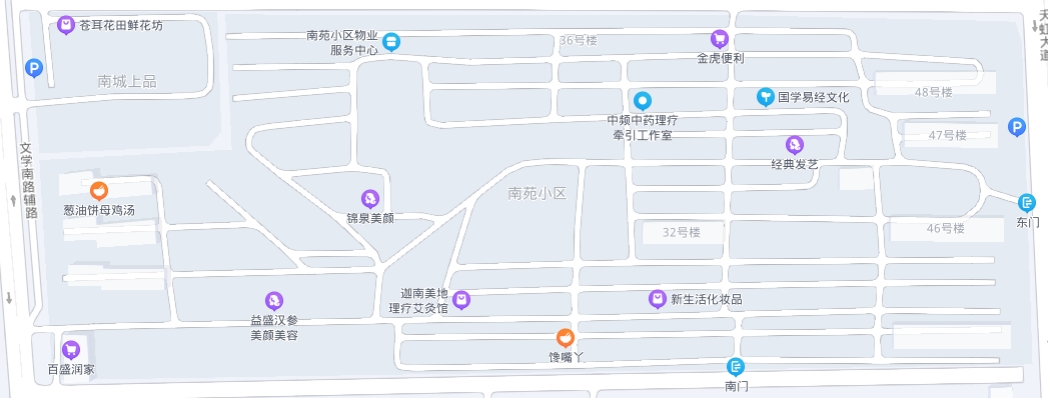 苍耳花田鲜花坊
南苑小区物业
服务中心
36号楼
金虎便利
天虹大道
P
南城上品
48号楼
国学易经文化
中频中药理疗
牵引工作室
P
47号楼
经典发艺
文学南路辅路
葱油饼母鸡汤
锦泉美颜
南苑小区
东门
32号楼
46号楼
迦南美地
理疗艾灸馆
新生活化妆品
益盛汉参
美颜美容
馋嘴丫
百盛润家
南门